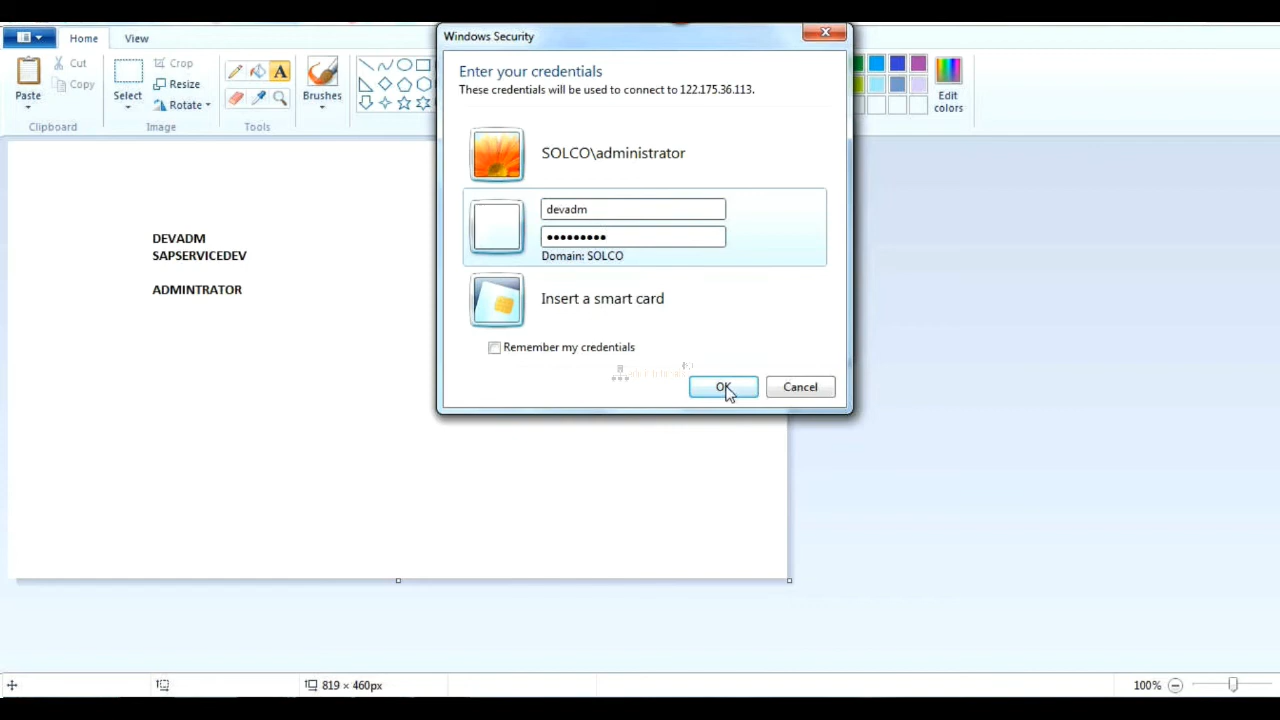 Windows Security
Home View
Cut
Crop
Copy
Resize
Rotate
Paste
Select
Brushes
Edit
colors
Clipboard
Image
Tools
Enter your credentials
These credentials will be used to connect to 122.175.36.113.
SOLCO\administrator
devadm
Domain: SOLCO
Insert a smart card
Remember my credentials
OK
Cancel
DEVADM
SAPSERVICEDEV
ADMINTRATOR
819 × 460px
100%